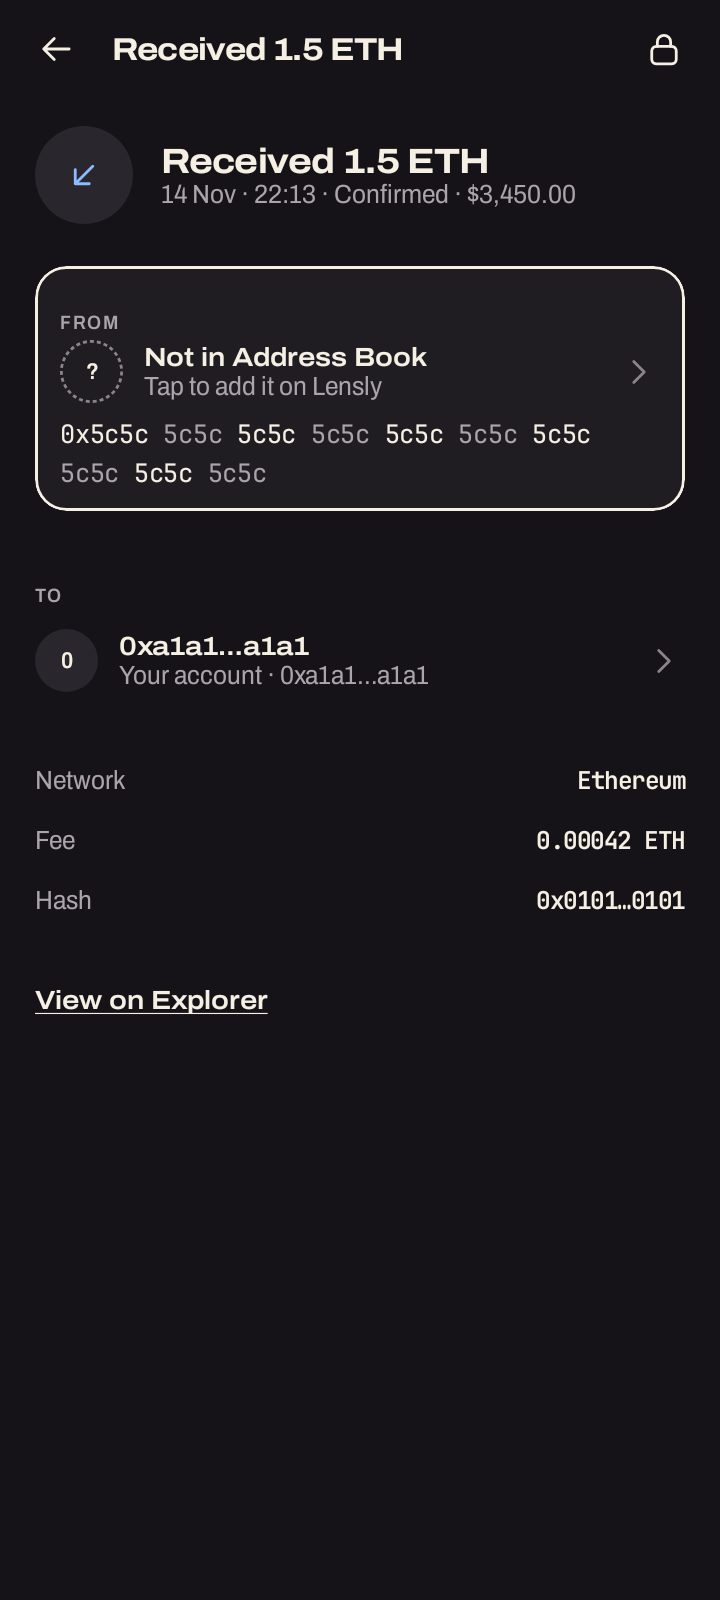 Received 1.5 ETH
Received 1.5 ETH
14 Nov · 22:13 · Confirmed · $3,450.00
FROM
?
Not in Address Book
Tap to add it on Lensly
0x5c5c 5c5c 5c5c 5c5c 5c5c 5c5c 5c5c
5c5c 5c5c 5c5c
TO
0
0xa1a1…a1a1
Your account · 0xa1a1…a1a1
Network Ethereum
Fee 0.00042 ETH
Hash 0x0101…0101
View on Explorer